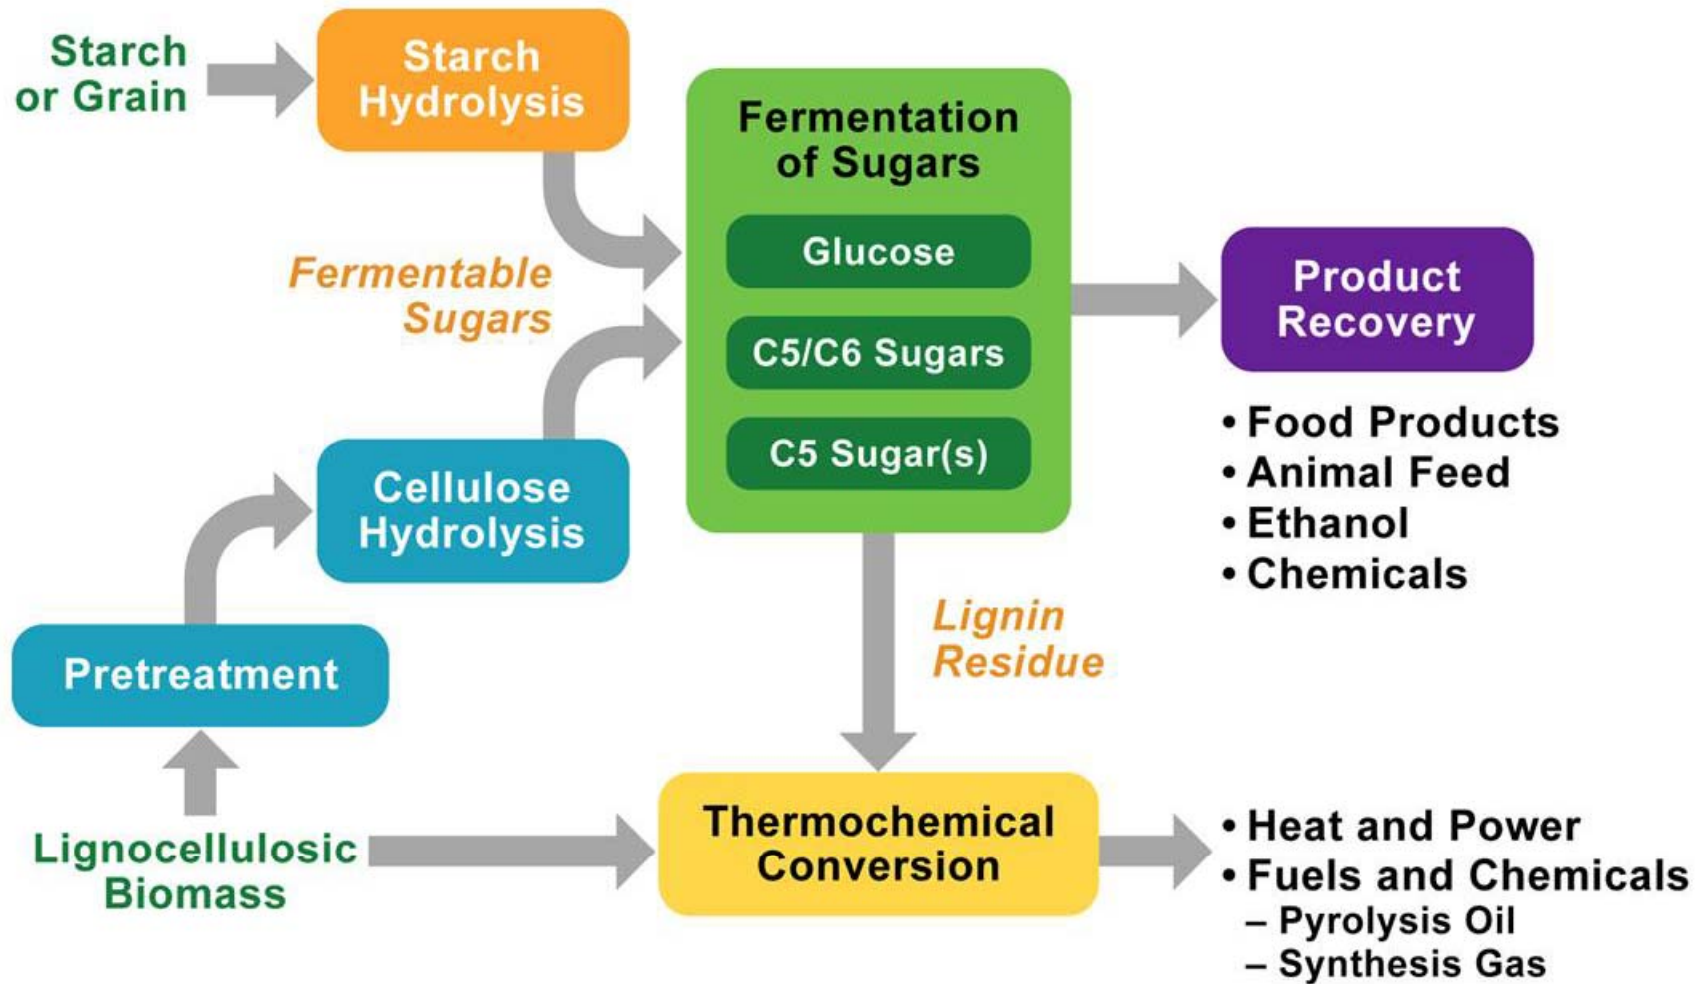 Starch
or Grain
Starch
Hydrolysis
Fermentable
Sugars
Cellulose
Hydrolysis
Pretreatment
Lignocellulosic
Biomass
Fermentation
of Sugars
Glucose
C5/C6 Sugars
C5 Sugar(s)
Lignin
Residue
Thermochemical
Conversion
Product
Recovery
• Food Products
• Animal Feed
• Ethanol
• Chemicals
• Heat and Power
• Fuels and Chemicals
– Pyrolysis Oil
– Synthesis Gas